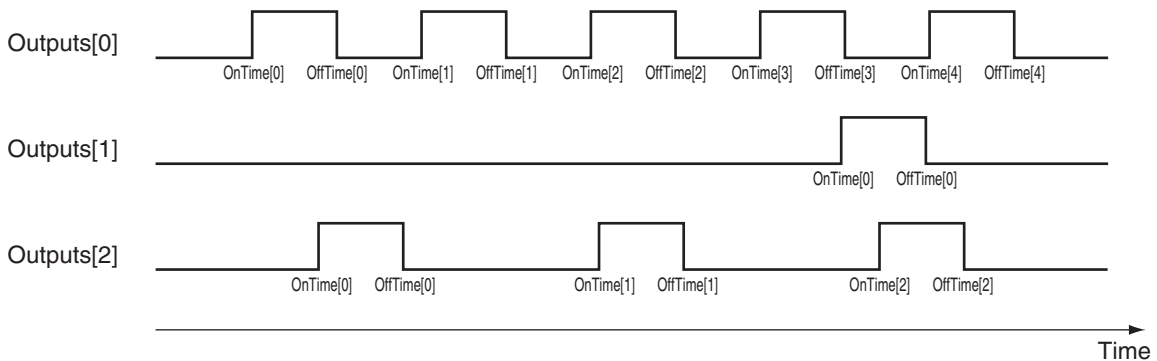 Outputs[0]
OnTime[0] OffTime[0] OnTime[1] OffTime[1] OnTime[2] OffTime[2] OnTime[3] OffTime[3] OnTime[4] OffTime[4]
Outputs[1]
OnTime[0] OffTime[0]
Outputs[2]
OnTime[0] OffTime[0] OnTime[1] OffTime[1] OnTime[2] OffTime[2]
Time